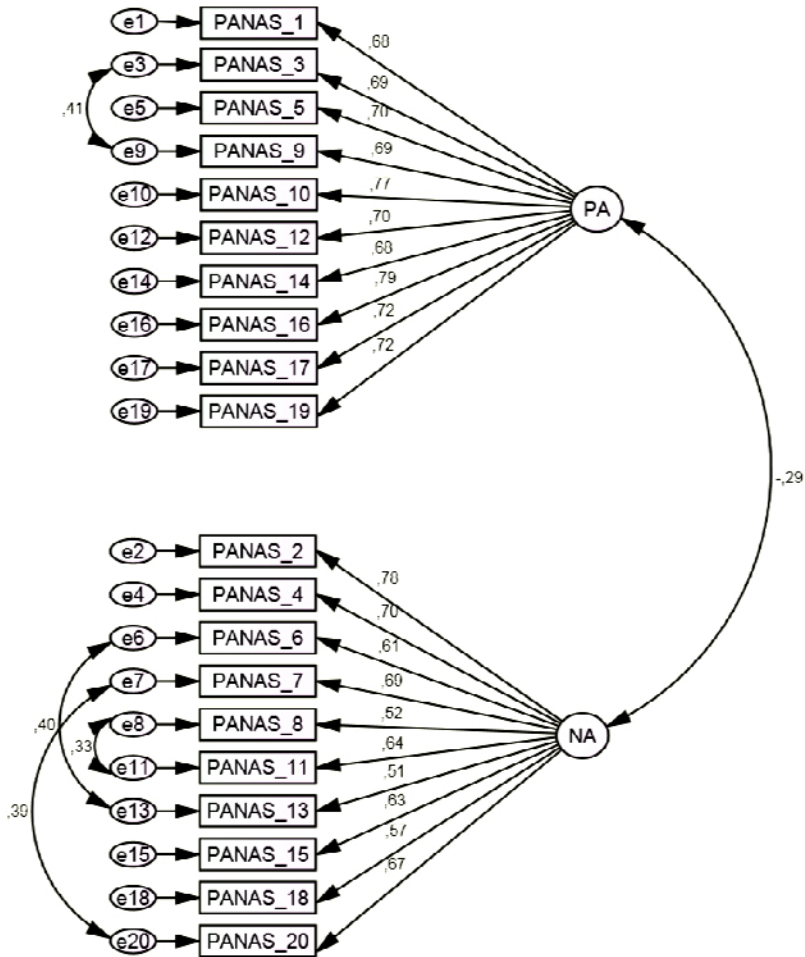 e1 PANAS_1
,68
e3 PANAS_3
,69
,41
e5 PANAS_5
,70
e9 PANAS_9
,69
e10 PANAS_10
,77
PA
e12 PANAS_12
,70
e14 PANAS_14
,68
e16 PANAS_16
,79
e17 PANAS_17
,72
e19 PANAS_19
,72
-,29
e2 PANAS_2
,78
e4 PANAS_4
,70
e6 PANAS_6
,61
e7 PANAS_7
,69
,40
e8 PANAS_8
,52
,33
NA
e11 PANAS_11
,64
e13 PANAS_13
,51
,39
e15 PANAS_15
,63
e18 PANAS_18
,57
e20 PANAS_20
,67